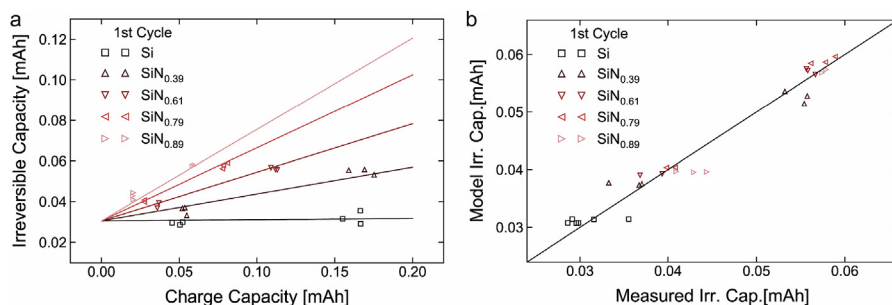 a
1st Cycle
Si
SiN0.39
SiN0.61
SiN0.79
SiN0.89
0.12
0.10
0.08
0.06
0.04
0.02
Irreversible Capacity [mAh]
0.00
0.05
0.10
0.15
0.20
Charge Capacity [mAh]
b
1st Cycle
Si
SiN0.39
SiN0.61
SiN0.79
SiN0.89
0.06
0.05
0.04
0.03
Model Irr. Cap.[mAh]
0.03
0.04
0.05
0.06
Measured Irr. Cap.[mAh]